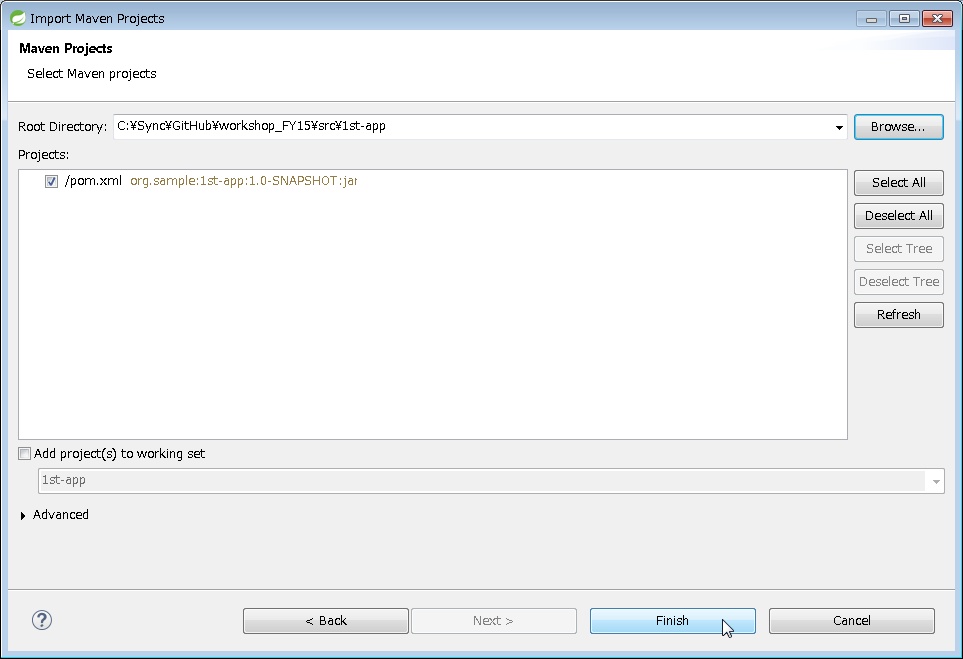 Import Maven Projects
Maven Projects
Select Maven projects
Root Directory: C:¥Sync¥GitHub¥workshop_FY15¥src¥1st-app Browse...
Projects:
/pom.xml org.sample:1st-app:1.0-SNAPSHOT:jar
Select All
Deselect All
Select Tree
Deselect Tree
Refresh
Add project(s) to working set
1st-app
Advanced
? < Back Next > Finish Cancel